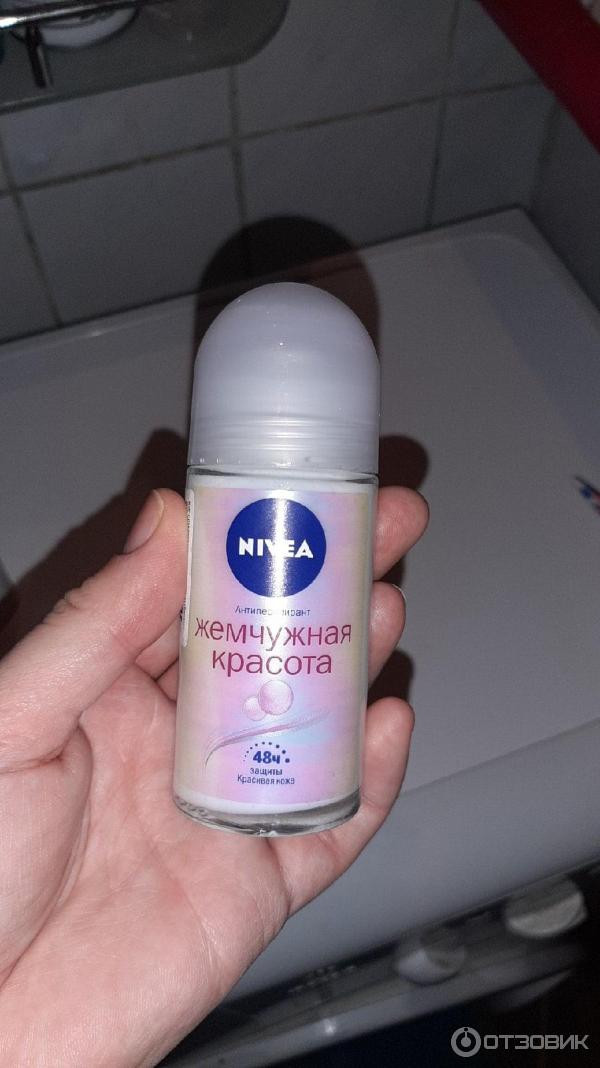 NIVEA
Антиперспирант
жемчужная
красота
48ч
защиты
Красивая кожа
ОТЗОВИК